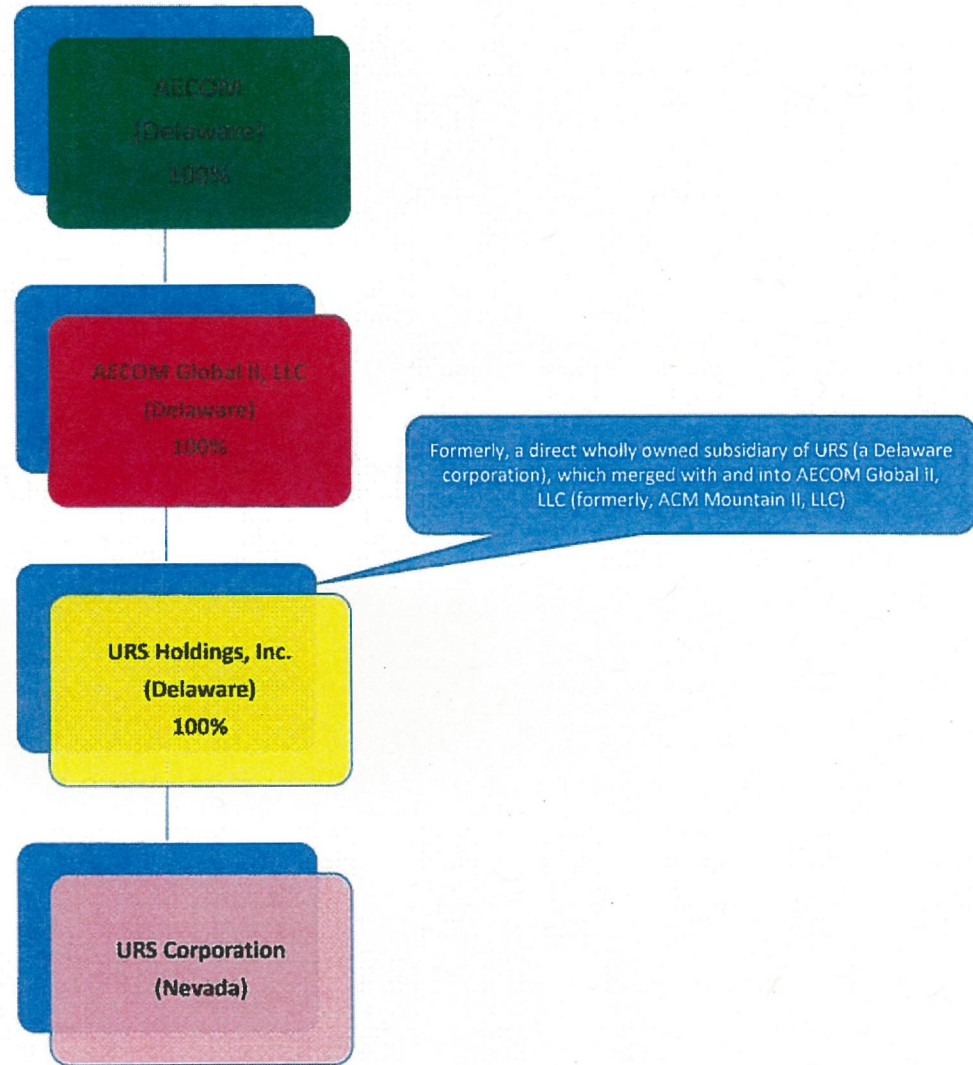 AECOM
(Delaware)
100%
AECOM Global II, LLC
(Delaware)
100%
Formerly, a direct wholly owned subsidiary of URS (a Delaware
corporation), which merged with and into AECOM Global II,
LLC (formerly, ACM Mountain II, LLC)
URS Holdings, Inc.
(Delaware)
100%
URS Corporation
(Nevada)